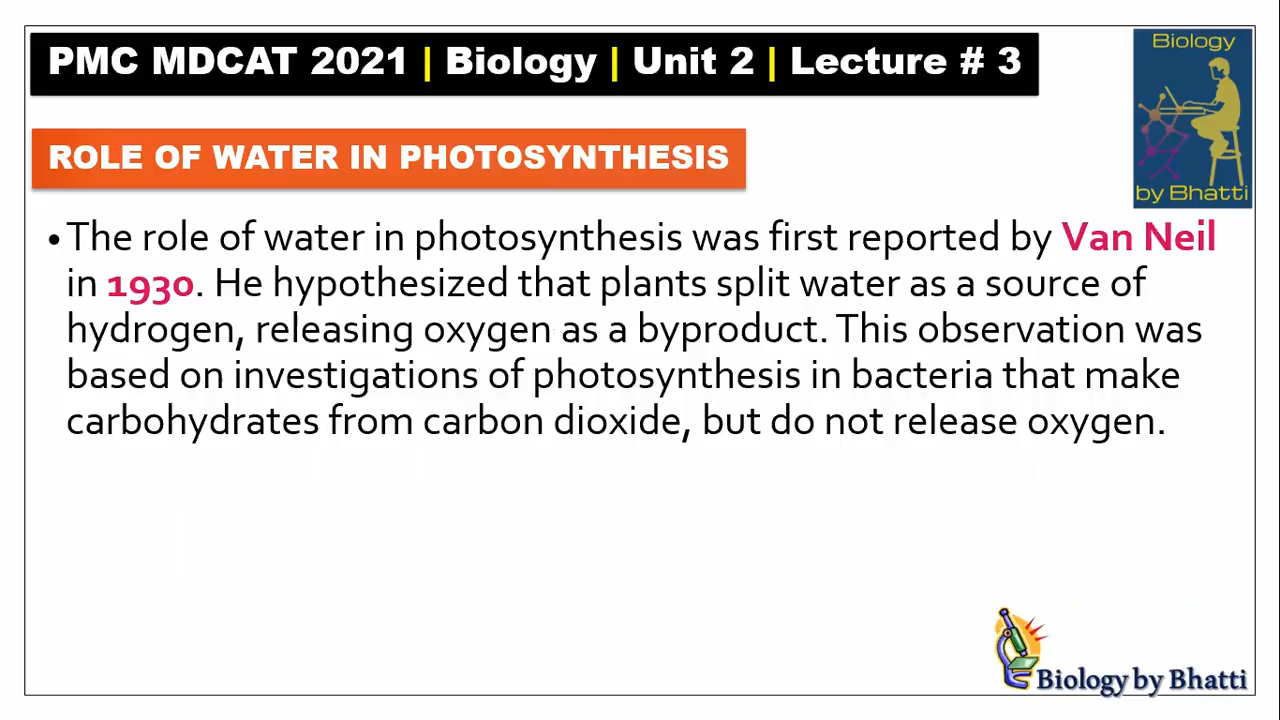 PMC MDCAT 2021 | Biology | Unit 2 | Lecture # 3
Biology
by Bhatti
ROLE OF WATER IN PHOTOSYNTHESIS
• The role of water in photosynthesis was first reported by Van Neil
in 1930. He hypothesized that plants split water as a source of
hydrogen, releasing oxygen as a byproduct. This observation was
based on investigations of photosynthesis in bacteria that make
carbohydrates from carbon dioxide, but do not release oxygen.
Biology by Bhatti